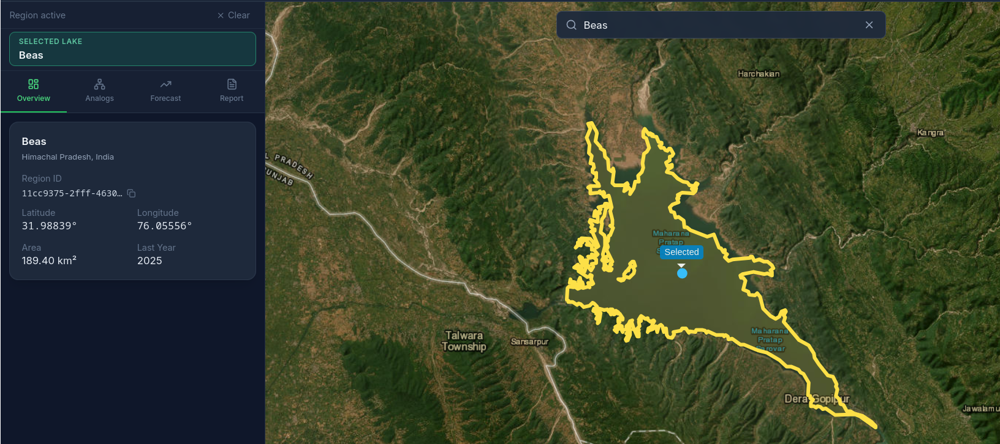 Region active
Clear
SELECTED LAKE
Beas
Overview
Analogs
Forecast
Report
Beas
Himachal Pradesh, India
Region ID
11cc9375-2fff-4630…
Latitude
Longitude
31.98839°
76.05556°
Area
Last Year
189.40 km²
2025
Beas
Harchakian
Kangra
L PRADESH
PUNJAB
Maharana
Pratap
Selected
Talwara
Township
Sansarpur
Maharana
Pratap
Sarovar
Dera Gopipur
Jawalamu